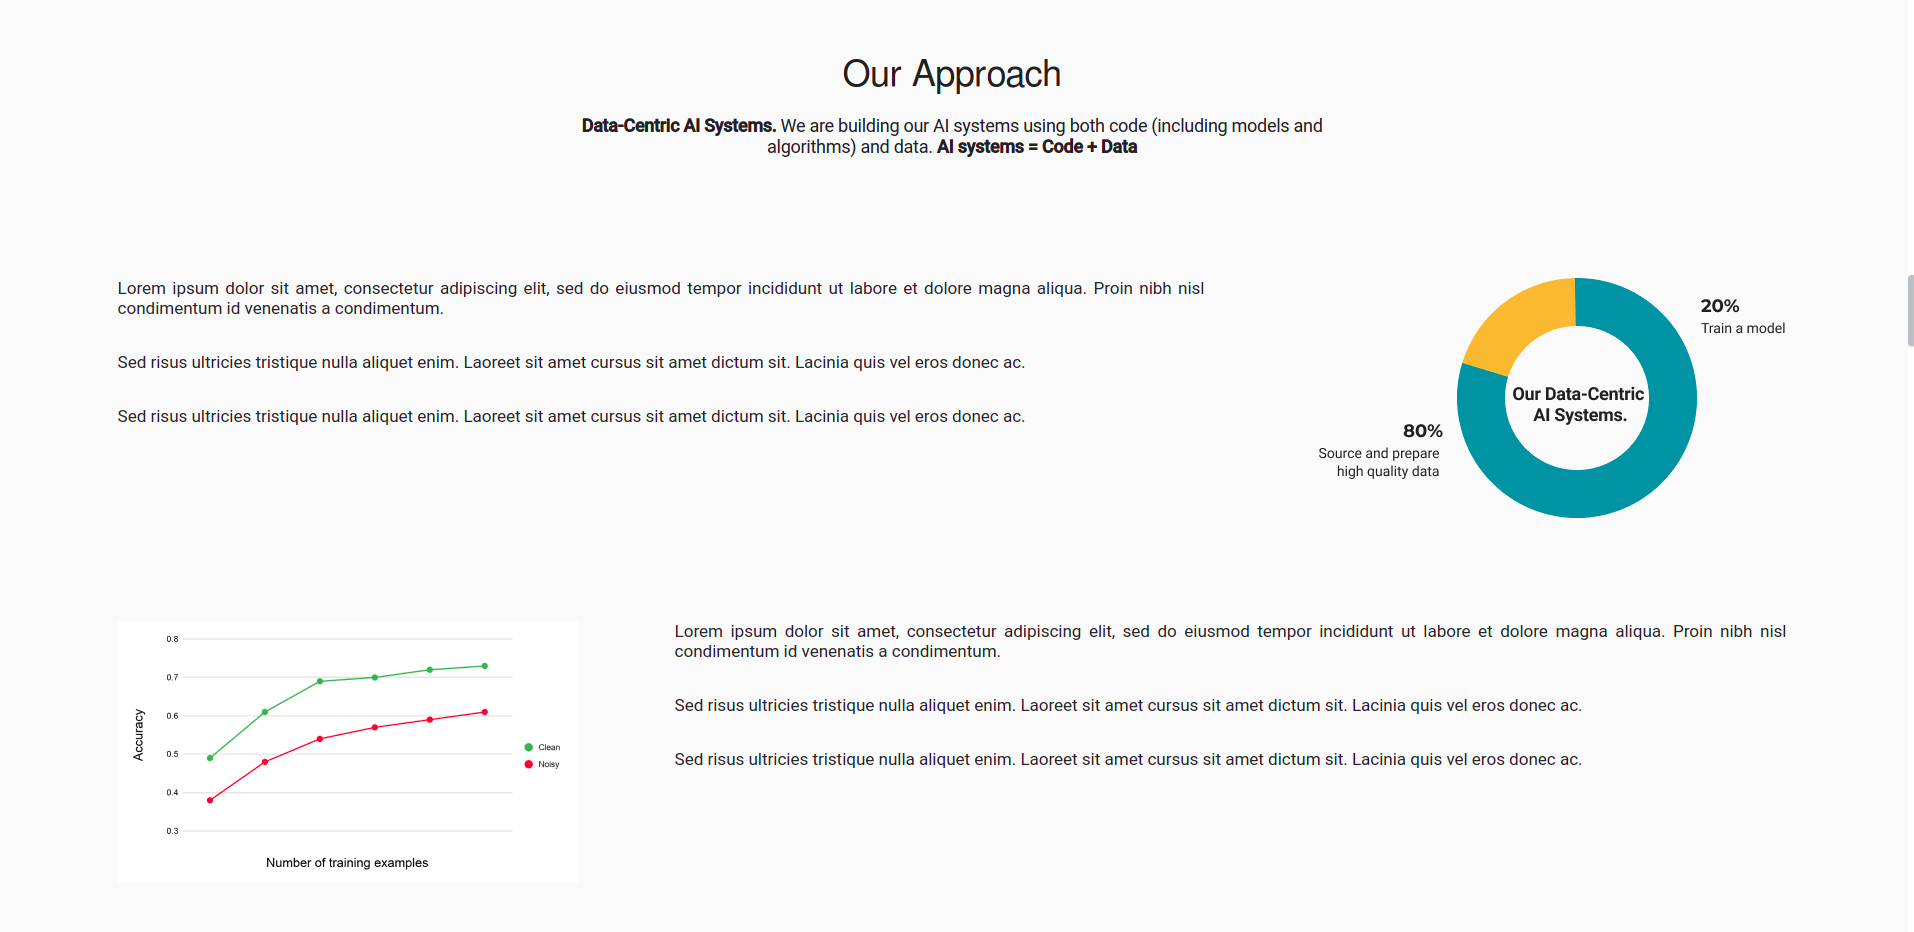 Our Approach
Data-Centric AI Systems. We are building our AI systems using both code (including models and
algorithms) and data. AI systems = Code + Data
Lorem ipsum dolor sit amet, consectetur adipiscing elit, sed do eiusmod tempor incididunt ut labore et dolore magna aliqua. Proin nibh nisl
condimentum id venenatis a condimentum.
Sed risus ultricies tristique nulla aliquet enim. Laoreet sit amet cursus sit amet dictum sit. Lacinia quis vel eros donec ac.
Sed risus ultricies tristique nulla aliquet enim. Laoreet sit amet cursus sit amet dictum sit. Lacinia quis vel eros donec ac.
20%
Train a model
Our Data-Centric
AI Systems.
80%
Source and prepare
high quality data
0.8
0.7
0.6
0.5
0.4
0.3
Accuracy
Number of training examples
Clean
Noisy
Lorem ipsum dolor sit amet, consectetur adipiscing elit, sed do eiusmod tempor incididunt ut labore et dolore magna aliqua. Proin nibh nisl
condimentum id venenatis a condimentum.
Sed risus ultricies tristique nulla aliquet enim. Laoreet sit amet cursus sit amet dictum sit. Lacinia quis vel eros donec ac.
Sed risus ultricies tristique nulla aliquet enim. Laoreet sit amet cursus sit amet dictum sit. Lacinia quis vel eros donec ac.